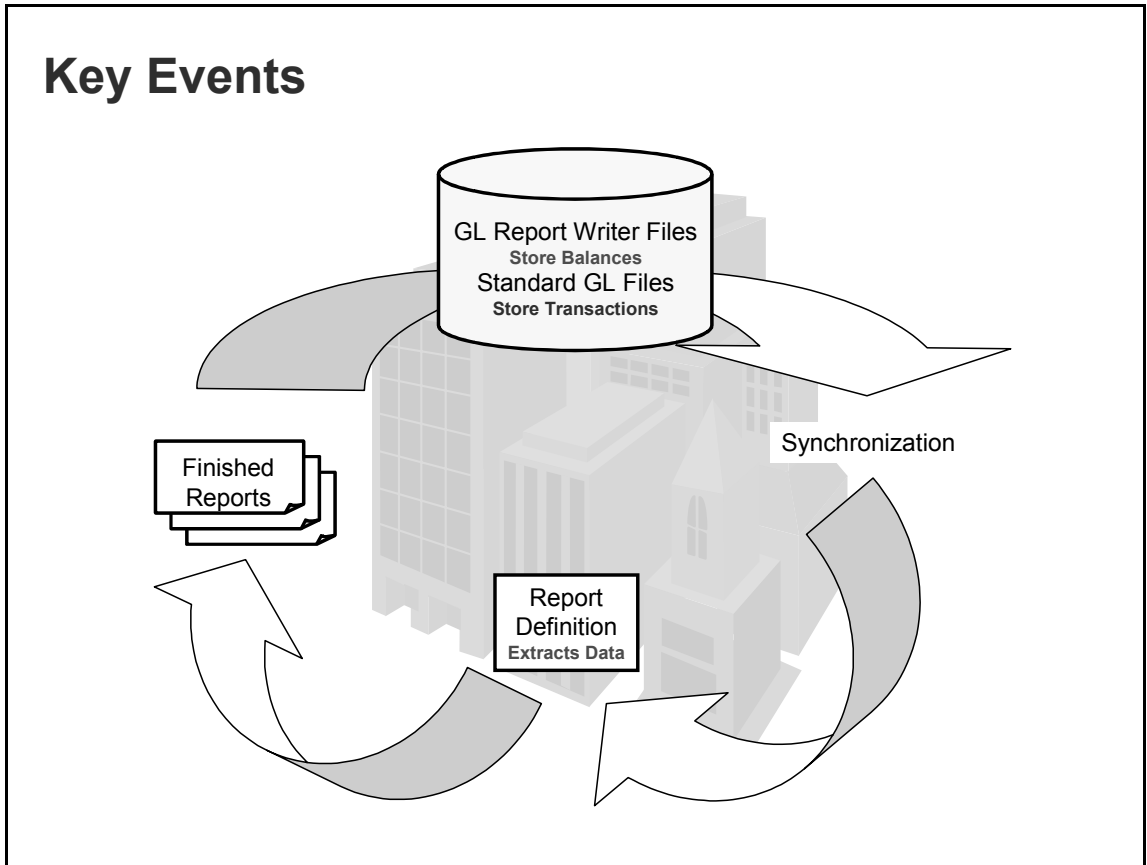 Key Events
GL Report Writer Files
Store Balances
Standard GL Files
Store Transactions
Synchronization
Finished
Reports
Report
Definition
Extracts Data